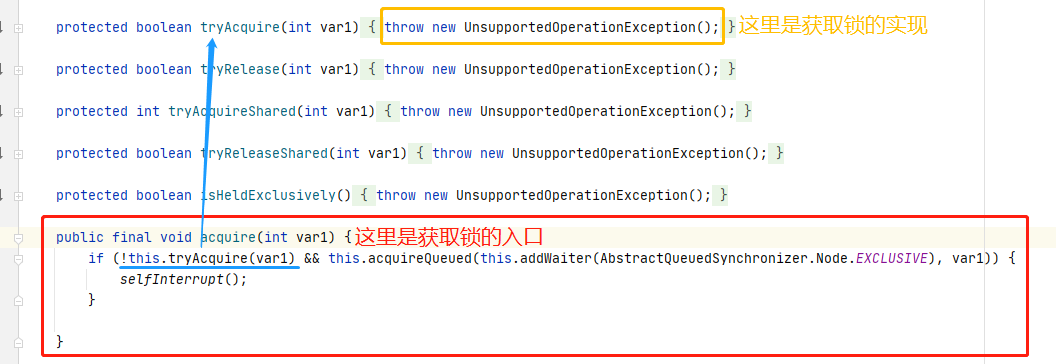 protected boolean tryAcquire(int var1) { throw new UnsupportedOperationException(); } 这里是获取锁的实现
protected boolean tryRelease(int var1) { throw new UnsupportedOperationException(); }
protected int tryAcquireShared(int var1) { throw new UnsupportedOperationException(); }
protected boolean tryReleaseShared(int var1) { throw new UnsupportedOperationException(); }
protected boolean isHeldExclusively() { throw new UnsupportedOperationException(); }
public final void acquire(int var1) { 这里是获取锁的入口
if (!this.tryAcquire(var1) && this.acquireQueued(this.addWaiter(AbstractQueuedSynchronizer.Node.EXCLUSIVE), var1)) {
selfInterrupt();
}
}